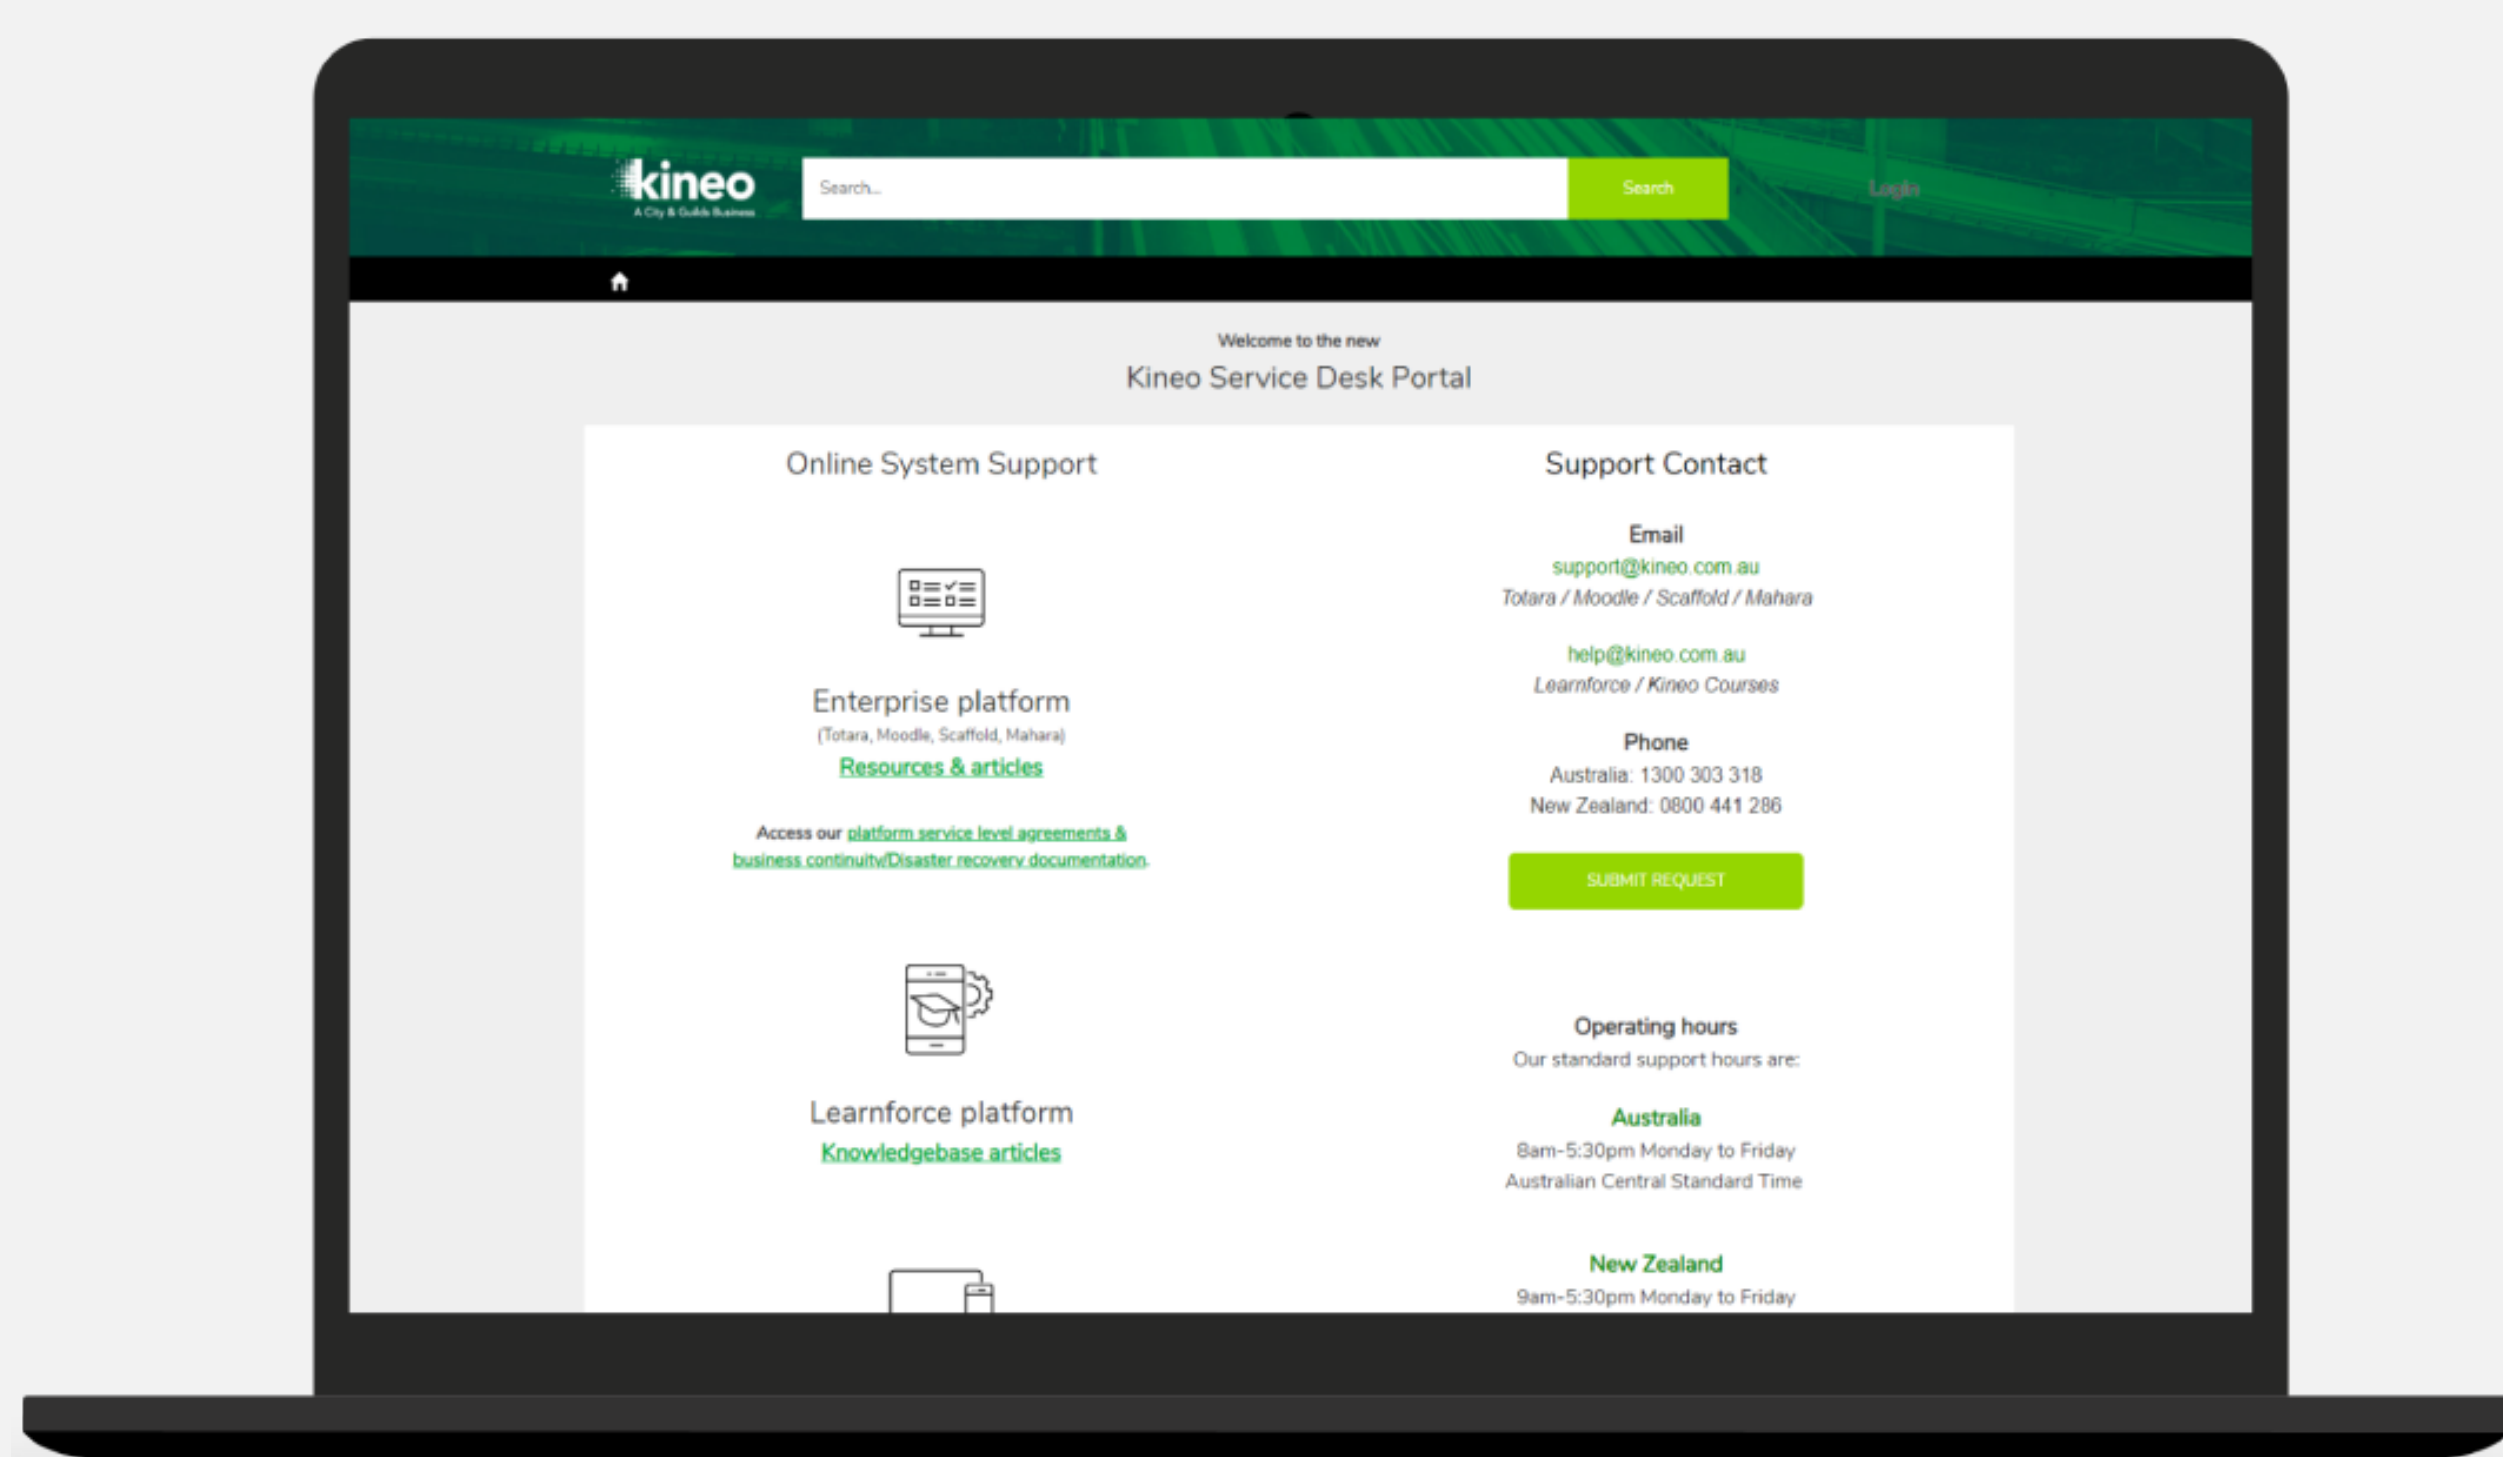 kineo
A City & Guilds Business
Search...
Search
Login
Welcome to the new
Kineo Service Desk Portal
Online System Support
Enterprise platform
(Totara, Moodle, Scaffold, Mahara)
Resources & articles
Access our platform service level agreements &
business continuity/Disaster recovery documentation.
Learnforce platform
Knowledgebase articles
Support Contact
Email
support@kineo.com.au
Totara / Moodle / Scaffold / Mahara
help@kineo.com.au
Learnforce / Kineo Courses
Phone
Australia: 1300 303 318
New Zealand: 0800 441 286
SUBMIT REQUEST
Operating hours
Our standard support hours are:
Australia
8am-5:30pm Monday to Friday
Australian Central Standard Time
New Zealand
9am-5:30pm Monday to Friday